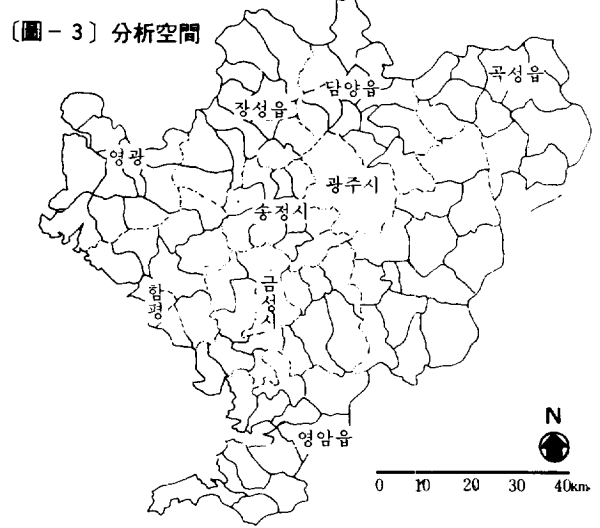 〔圖-3〕分析空間
담양읍
곡성읍
장성읍
영광
광주시
송정시
함평
금성시
영암읍
N
0 10 20 30 40km